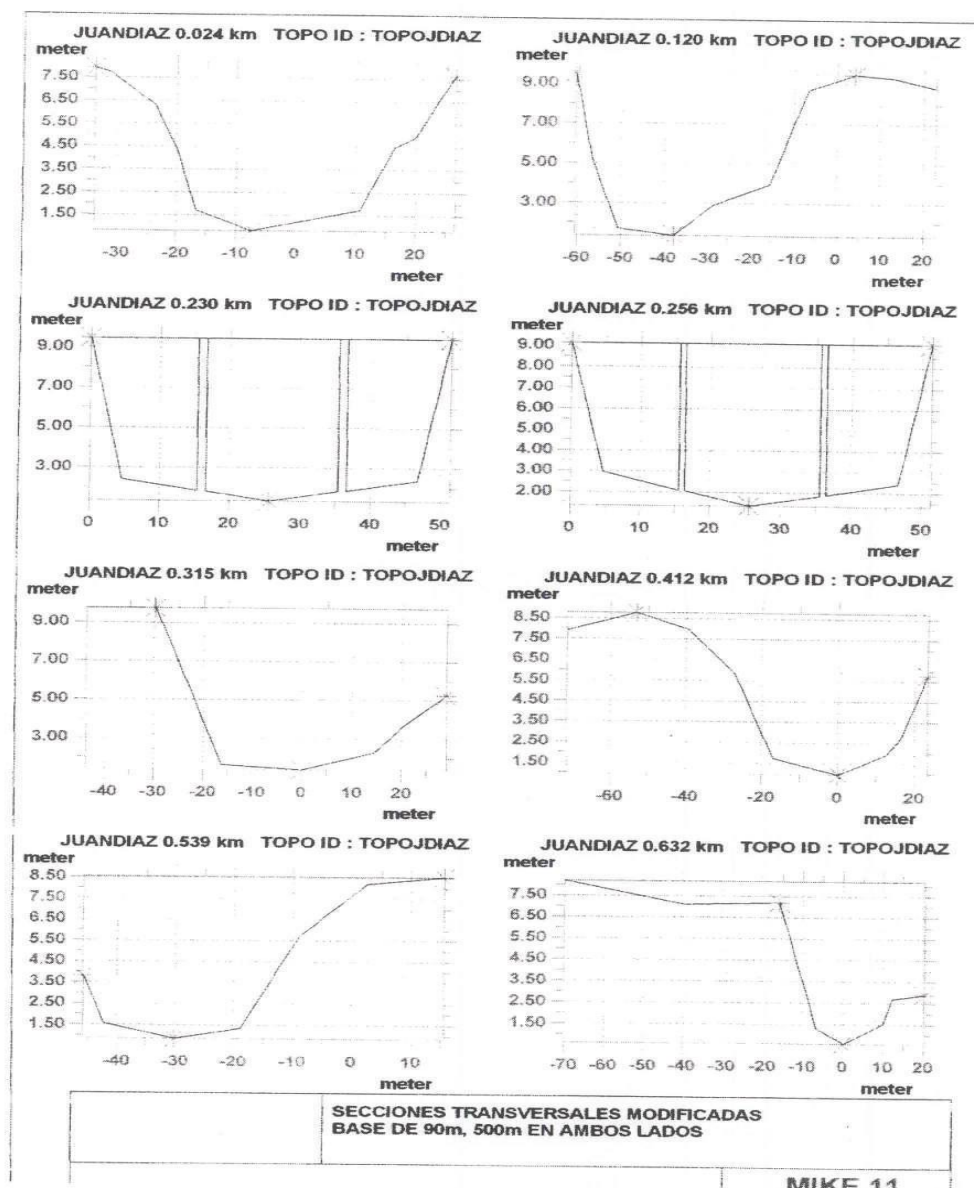 JUANDIAZ 0.024 km TOPO ID : TOPOJDIAZ
meter
7.50
6.50
5.50
4.50
3.50
2.50
1.50
-30 -20 -10 0 10 20
meter
JUANDIAZ 0.120 km TOPO ID : TOPOJDIAZ
meter
9.00
7.00
5.00
3.00
-60 -50 -40 -30 -20 -10 0 10 20
meter
JUANDIAZ 0.230 km TOPO ID : TOPOJDIAZ
meter
9.00
7.00
5.00
3.00
0 10 20 30 40 50
meter
JUANDIAZ 0.256 km TOPO ID : TOPOJDIAZ
meter
9.00
8.00
7.00
6.00
5.00
4.00
3.00
2.00
0 10 20 30 40 50
meter
JUANDIAZ 0.315 km TOPO ID : TOPOJDIAZ
meter
9.00
7.00
5.00
3.00
-40 -30 -20 -10 0 10 20
meter
JUANDIAZ 0.412 km TOPO ID : TOPOJDIAZ
meter
8.50
7.50
6.50
5.50
4.50
3.50
2.50
1.50
-60 -40 -20 0 20
meter
JUANDIAZ 0.539 km TOPO ID : TOPOJDIAZ
meter
8.50
7.50
6.50
5.50
4.50
3.50
2.50
1.50
-40 -30 -20 -10 0 10
meter
JUANDIAZ 0.632 km TOPO ID : TOPOJDIAZ
meter
7.50
6.50
5.50
4.50
3.50
2.50
1.50
-70 -60 -50 -40 -30 -20 -10 0 10 20
meter
SECCIONES TRANSVERSALES MODIFICADAS
BASE DE 90m, 500m EN AMBOS LADOS
MIKE 11